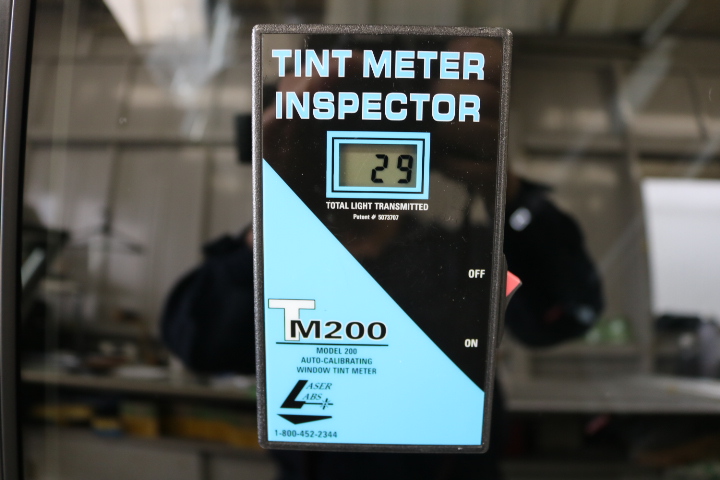 TINT METER
INSPECTOR
29
TOTAL LIGHT TRANSMITTED
Patent # 5073707
OFF
ON
TM200
MODEL 200
AUTO-CALIBRATING
WINDOW TINT METER
LASER
LABS
1-800-452-2344